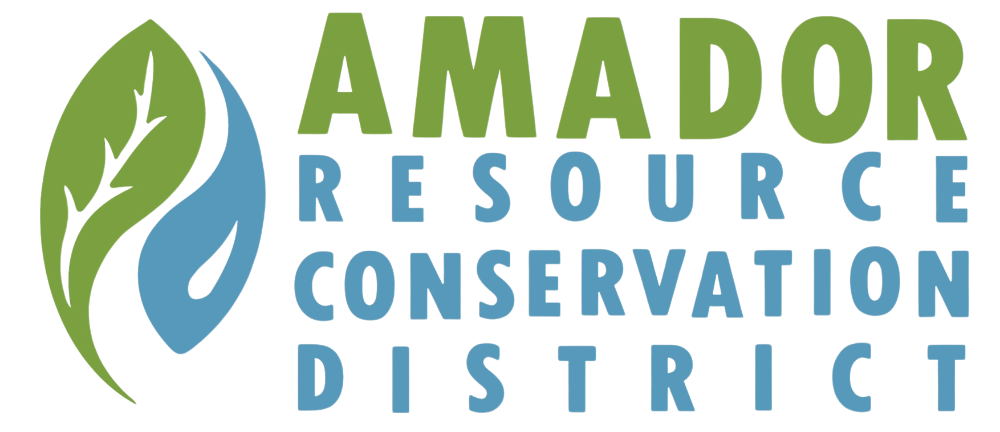 AMADOR
RESOURCE
CONSERVATION
DISTRICT